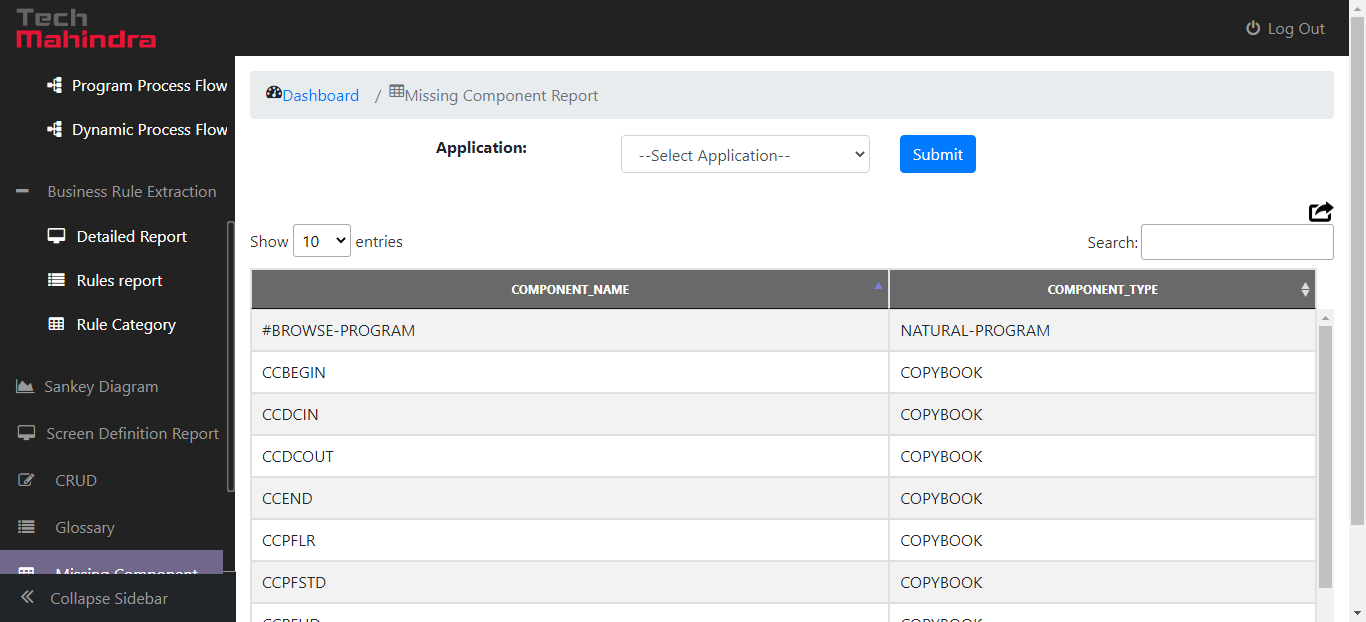 Tech
Mahindra
Log Out
Program Process Flow
Dynamic Process Flow
Business Rule Extraction
Detailed Report
Rules report
Rule Category
Sankey Diagram
Screen Definition Report
CRUD
Glossary
Missing Component
Collapse Sidebar
Dashboard / Missing Component Report
Application: --Select Application-- Submit
Show 10 entries Search:
COMPONENT_NAME COMPONENT_TYPE
#BROWSE-PROGRAM NATURAL-PROGRAM
CCBEGIN COPYBOOK
CCDCIN COPYBOOK
CCDCOUT COPYBOOK
CCEND COPYBOOK
CCPFLR COPYBOOK
CCPFSTD COPYBOOK
COPYBOOK